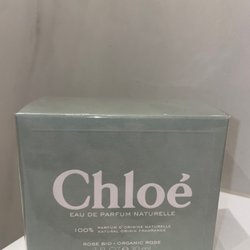 Chloé
EAU DE PARFUM NATURELLE
100% PARFUM D'ORIGINE NATURELLE
NATURAL ORIGIN FRAGRANCE
ROSE BIO - ORGANIC ROSE